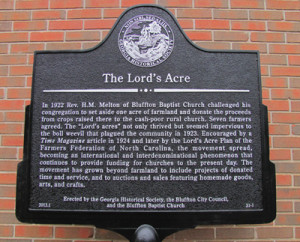 The Lord's Acre
In 1922 Rev. H.M. Melton of Bluffton Baptist Church challenged his
congregation to set aside one acre of farmland and donate the proceeds
from crops raised there to the cash-poor rural church. Seven farmers
agreed. The "Lord's acres" not only thrived but seemed impervious to
the boll weevil that plagued the community in 1923. Encouraged by a
Time Magazine article in 1924 and later by the Lord's Acre Plan of the
Farmers Federation of North Carolina, the movement spread,
becoming an international and interdenominational phenomenon that
continues to provide funding for churches to the present day. The
movement has grown beyond farmland to include projects of donated
time and service, and to auctions and sales featuring homemade goods,
arts, and crafts.
Erected by the Georgia Historical Society, the Bluffton City Council,
and the Bluffton Baptist Church